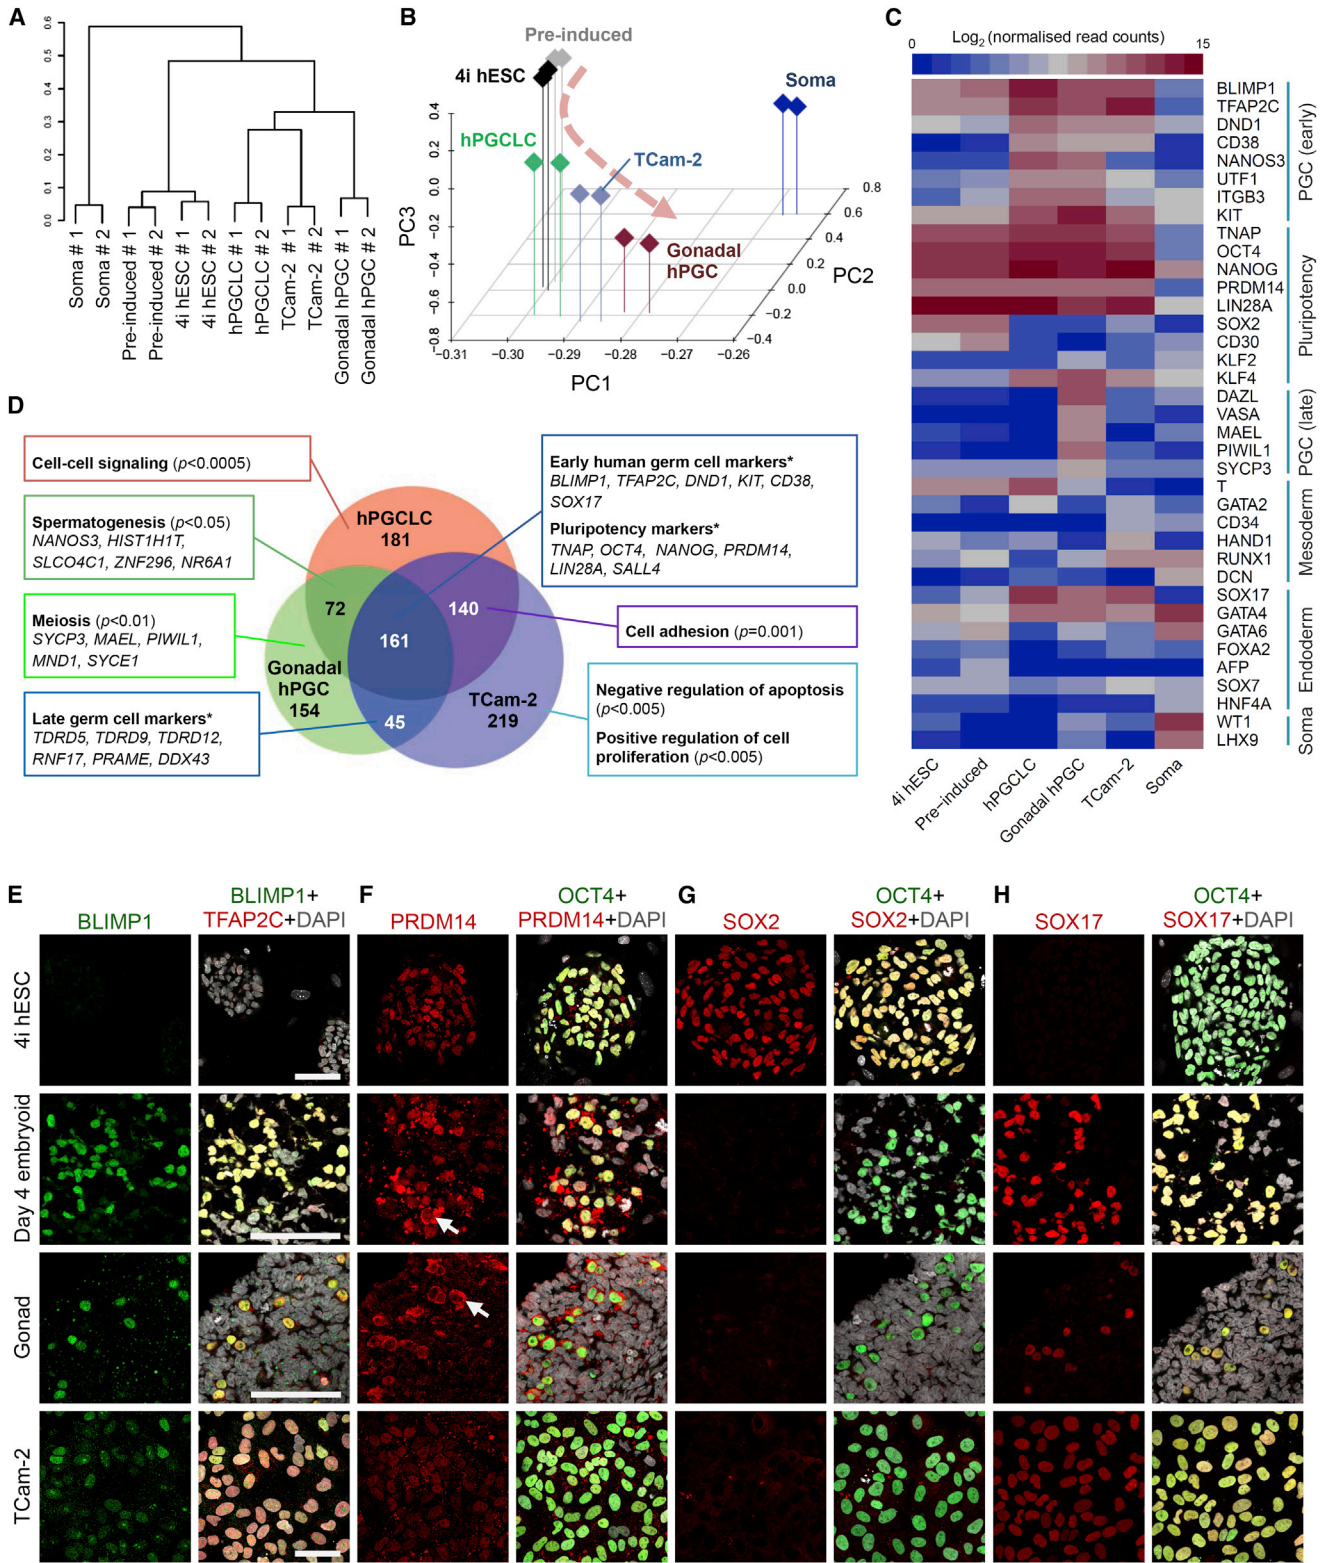 A
0.6
0.5
0.4
0.3
0.2
0.1
0.0
Soma # 1
Soma # 2
Pre-induced # 1
Pre-induced # 2
4i hESC # 1
4i hESC # 2
hPGCLC # 1
hPGCLC # 2
TCam-2 # 1
TCam-2 # 2
Gonadal hPGC # 1
Gonadal hPGC # 2
B
Pre-induced
4i hESC
Soma
hPGCLC
TCam-2
Gonadal
hPGC
PC3
0.4
0.2
0.0
−0.2
−0.4
−0.6
−0.8
−0.31
−0.30
−0.29
−0.28
−0.27
−0.26
PC1
0.8
0.6
0.4
0.2
0.0
−0.2
−0.4
PC2
C
Log2 (normalised read counts)
0
15
BLIMP1
TFAP2C
DND1
CD38
NANOS3
UTF1
ITGB3
KIT
TNAP
OCT4
NANOG
PRDM14
LIN28A
SOX2
CD30
KLF2
KLF4
DAZL
VASA
MAEL
PIWIL1
SYCP3
T
GATA2
CD34
HAND1
RUNX1
DCN
SOX17
GATA4
GATA6
FOXA2
AFP
SOX7
HNF4A
WT1
LHX9
PGC (early)
Pluripotency
PGC (late)
Mesoderm
Endoderm
Soma
4i hESC
Pre−induced
hPGCLC
Gonadal hPGC
TCam−2
Soma
D
Cell-cell signaling (p<0.0005)
Spermatogenesis (p<0.05)
NANOS3, HIST1H1T,
SLCO4C1, ZNF296, NR6A1
Meiosis (p<0.01)
SYCP3, MAEL, PIWIL1,
MND1, SYCE1
Late germ cell markers*
TDRD5, TDRD9, TDRD12,
RNF17, PRAME, DDX43
hPGCLC
181
72
140
161
Gonadal
hPGC
154
45
TCam-2
219
Early human germ cell markers*
BLIMP1, TFAP2C, DND1, KIT, CD38,
SOX17
Pluripotency markers*
TNAP, OCT4, NANOG, PRDM14,
LIN28A, SALL4
Cell adhesion (p=0.001)
Negative regulation of apoptosis
(p<0.005)
Positive regulation of cell
proliferation (p<0.005)
E
BLIMP1
BLIMP1+
TFAP2C+DAPI
F
PRDM14
OCT4+
PRDM14+DAPI
G
SOX2
OCT4+
SOX2+DAPI
H
SOX17
OCT4+
SOX17+DAPI
4i hESC
Day 4 embryoid
Gonad
TCam-2